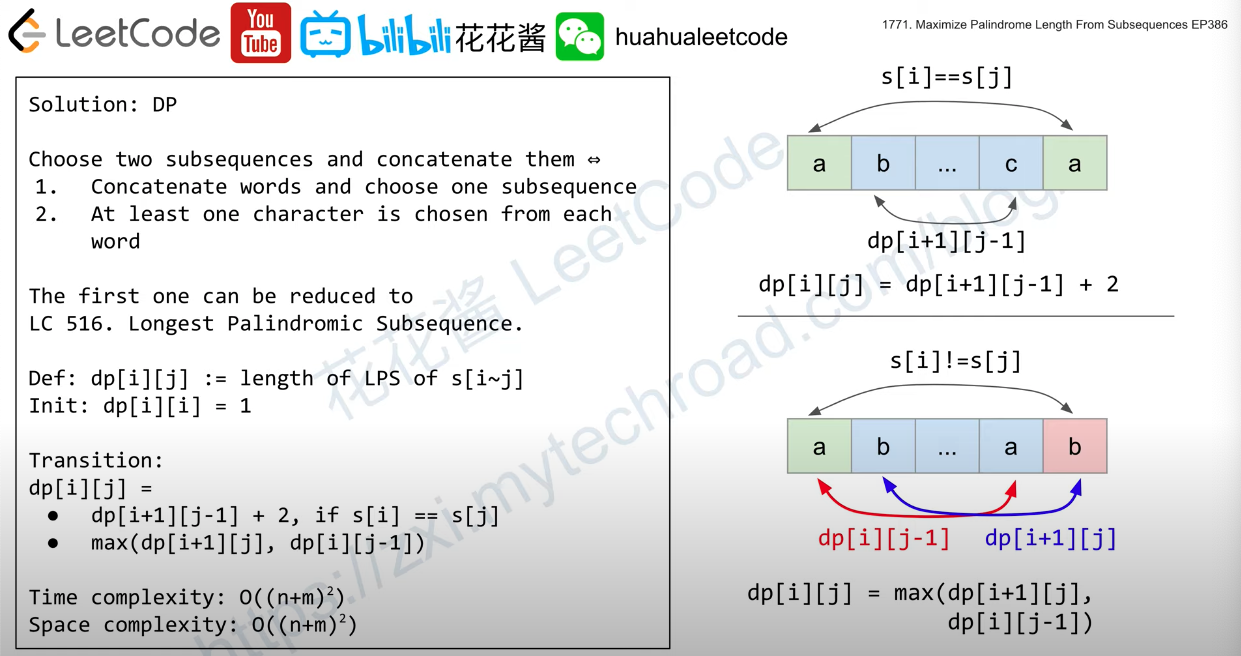 LeetCode
You
Tube
bilibili
花花酱
huahualeetcode
1771. Maximize Palindrome Length From Subsequences EP386
Solution: DP
Choose two subsequences and concatenate them ⇔
1. Concatenate words and choose one subsequence
2. At least one character is chosen from each
word
The first one can be reduced to
LC 516. Longest Palindromic Subsequence.
Def: dp[i][j] := length of LPS of s[i~j]
Init: dp[i][i] = 1
Transition:
dp[i][j] =
● dp[i+1][j-1] + 2, if s[i] == s[j]
● max(dp[i+1][j], dp[i][j-1])
Time complexity: O((n+m)²)
Space complexity: O((n+m)²)
s[i]==s[j]
a b ... c a
dp[i+1][j-1]
dp[i][j] = dp[i+1][j-1] + 2
s[i]!=s[j]
a b ... a b
dp[i][j-1] dp[i+1][j]
dp[i][j] = max(dp[i+1][j],
dp[i][j-1])
花花酱 LeetCode
https://zxi.mytechroad.com/blog